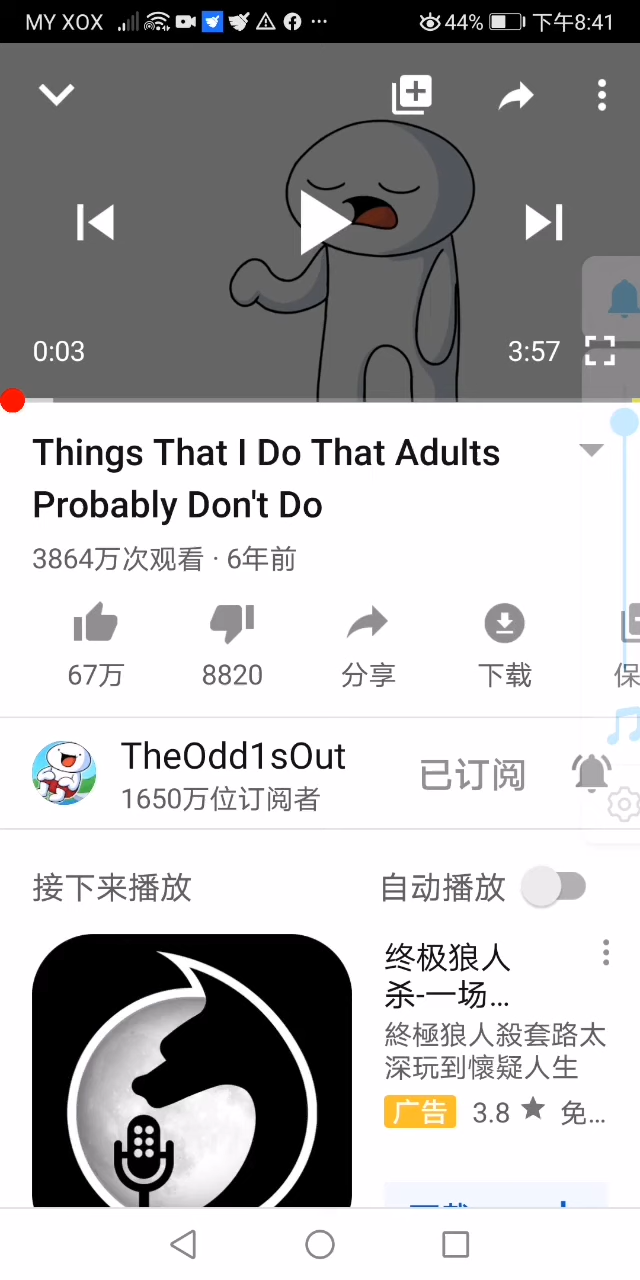 MY XOX
44%
下午8:41
0:03
3:57
Things That I Do That Adults
Probably Don't Do
3864万次观看 · 6年前
67万
8820
分享
下载
保
TheOdd1sOut
1650万位订阅者
已订阅
接下来播放
自动播放
终极狼人
杀-一场...
終極狼人殺套路太
深玩到懷疑人生
广告 3.8 ★ 免...